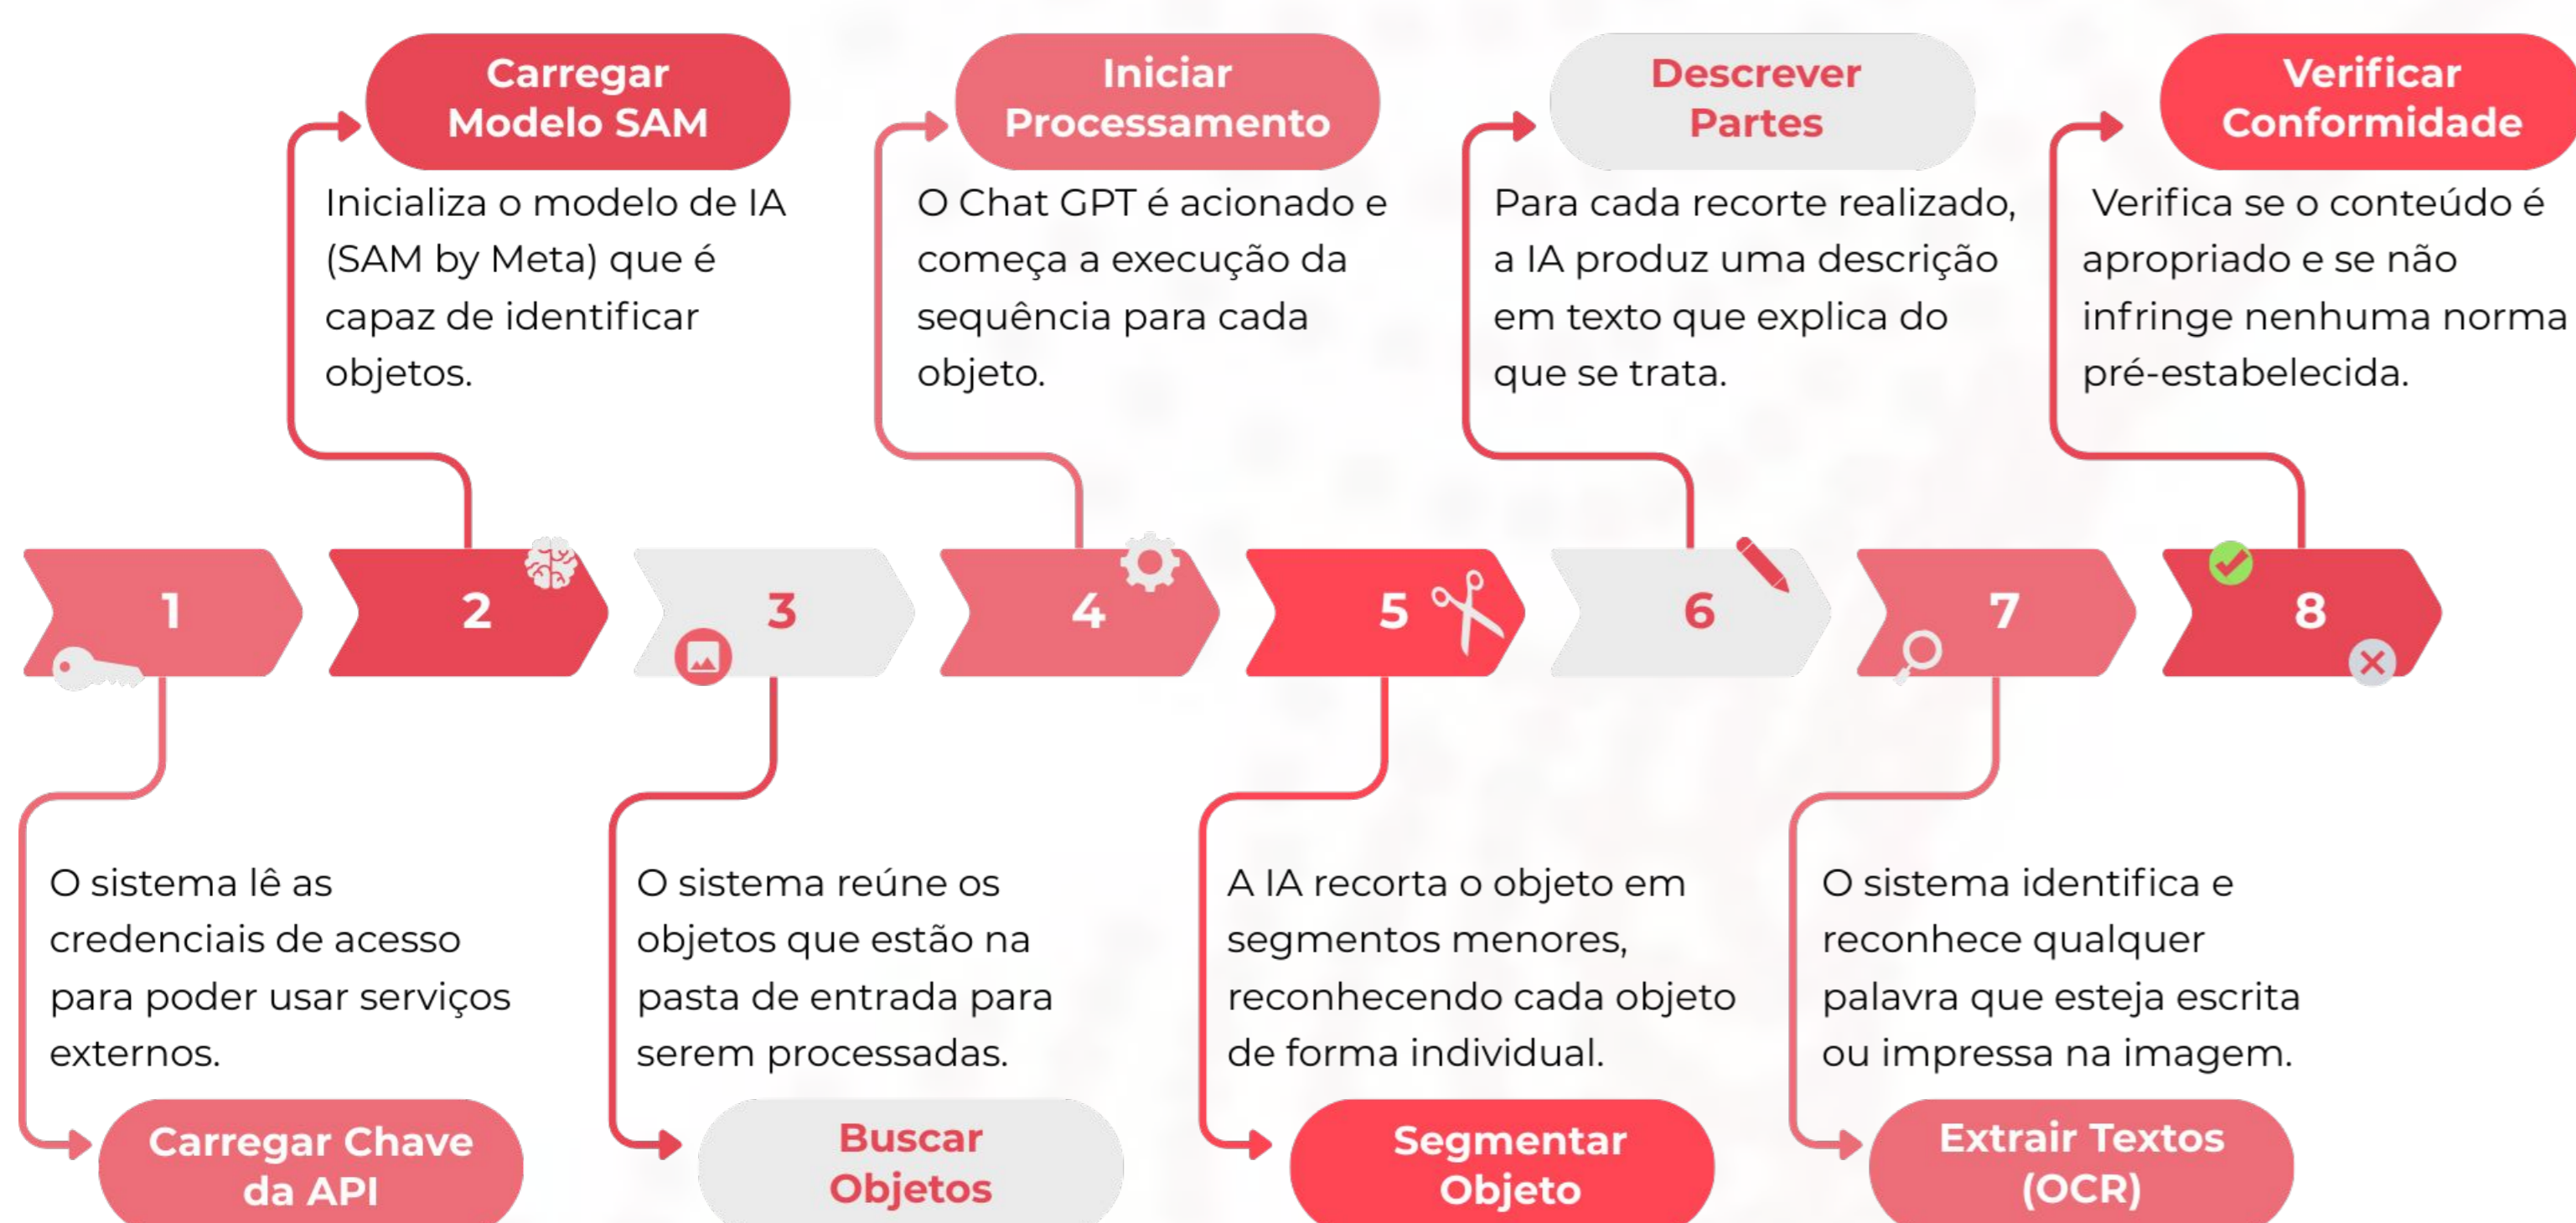 Carregar
Modelo SAM
Inicializa o modelo de IA
(SAM by Meta) que é
capaz de identificar
objetos.
Iniciar
Processamento
O Chat GPT é acionado e
começa a execução da
sequência para cada
objeto.
Descrever
Partes
Para cada recorte realizado,
a IA produz uma descrição
em texto que explica do
que se trata.
Verificar
Conformidade
Verifica se o conteúdo é
apropriado e se não
infringe nenhuma norma
pré-estabelecida.
1
2
3
4
5
6
7
8
O sistema lê as
credenciais de acesso
para poder usar serviços
externos.
Carregar Chave
da API
O sistema reúne os
objetos que estão na
pasta de entrada para
serem processadas.
Buscar
Objetos
A IA recorta o objeto em
segmentos menores,
reconhecendo cada objeto
de forma individual.
Segmentar
Objeto
O sistema identifica e
reconhece qualquer
palavra que esteja escrita
ou impressa na imagem.
Extrair Textos
(OCR)